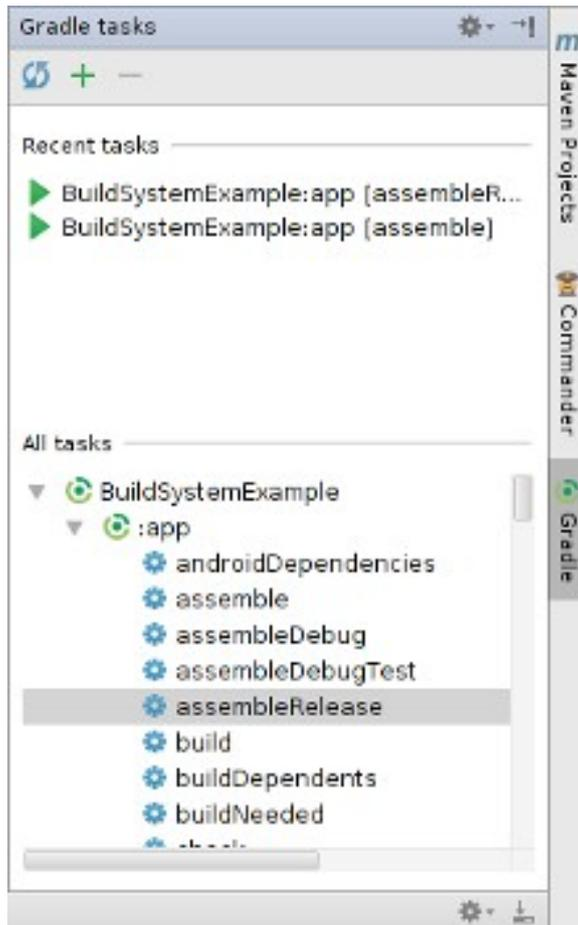 Gradle tasks
Recent tasks
BuildSystemExample:app [assembleR...
BuildSystemExample:app [assemble]
All tasks
BuildSystemExample
:app
androidDependencies
assemble
assembleDebug
assembleDebugTest
assembleRelease
build
buildDependents
buildNeeded
m Maven Projects
Commander
Gradle